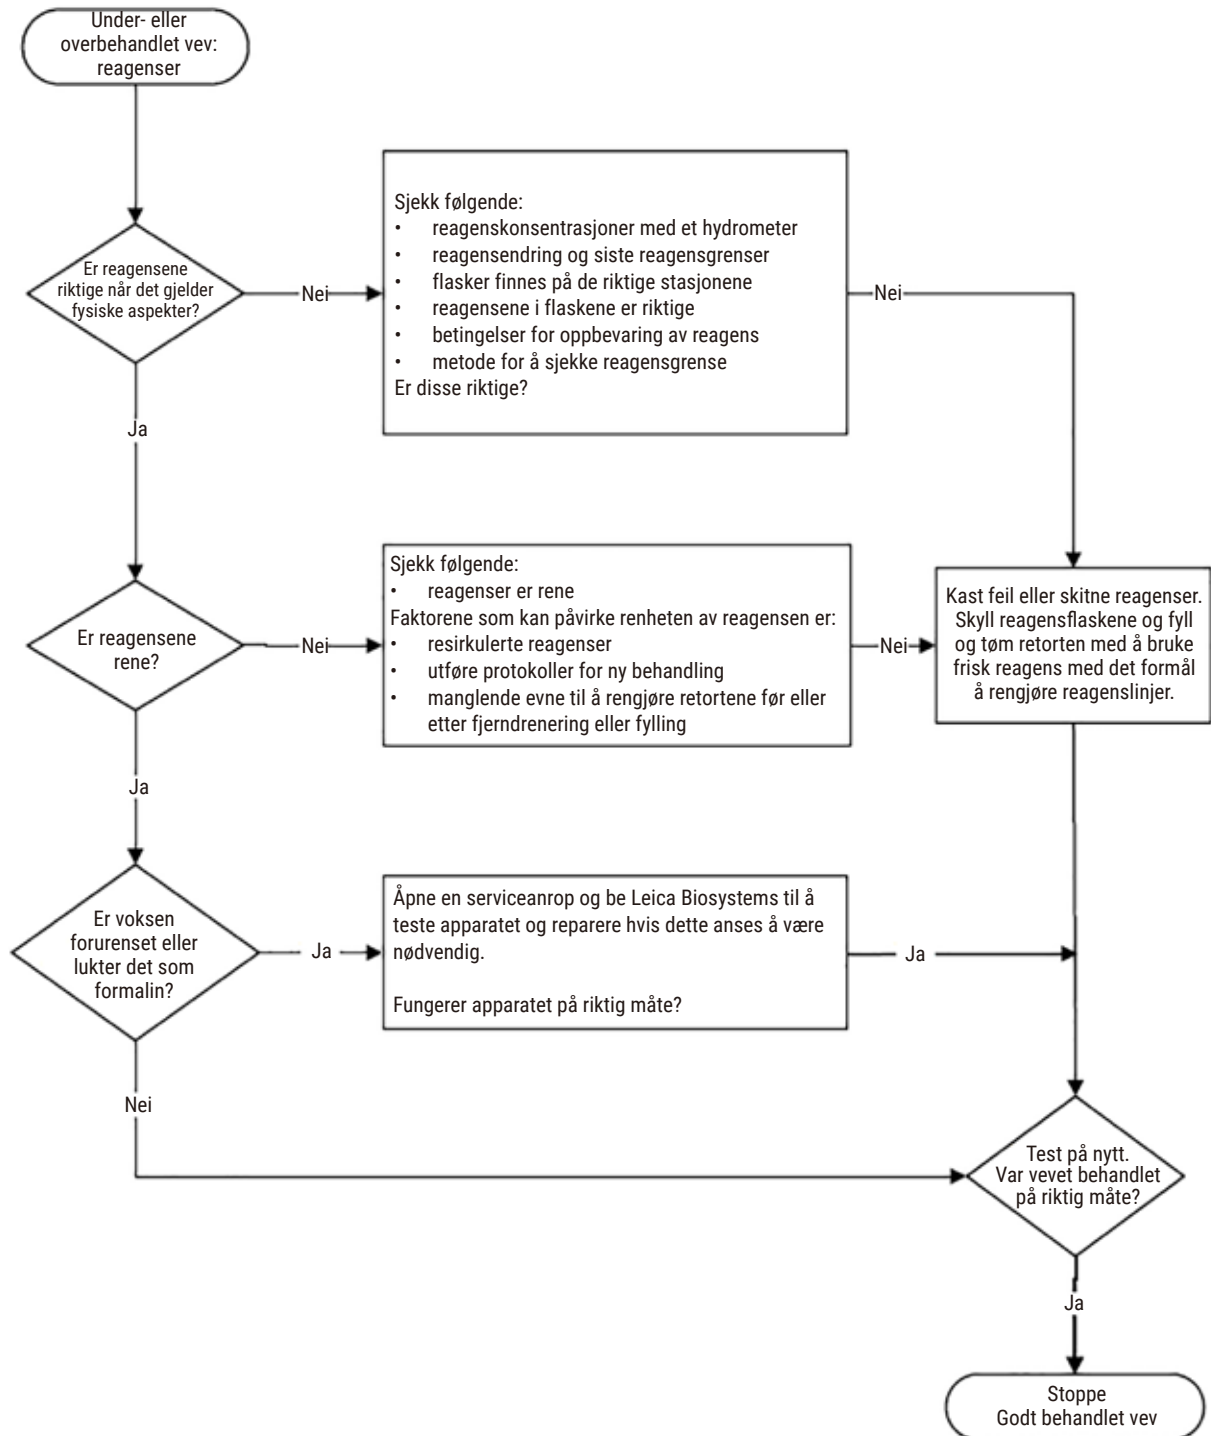 Under- eller
overbehandlet vev:
reagenser
Er reagensene
riktige når det gjelder
fysiske aspekter?
Nei
Sjekk følgende:
• reagenskonsentrasjoner med et hydrometer
• reagensendring og siste reagensgrenser
• flasker finnes på de riktige stasjonene
• reagensene i flaskene er riktige
• betingelser for oppbevaring av reagens
• metode for å sjekke reagensgrense
Er disse riktige?
Nei
Ja
Er reagensene
rene?
Nei
Sjekk følgende:
• reagenser er rene
Faktorene som kan påvirke renheten av reagensen er:
• resirkulerte reagenser
• utføre protokoller for ny behandling
• manglende evne til å rengjøre retortene før eller
etter fjerndrenering eller fylling
Nei
Kast feil eller skitne reagenser.
Skyll reagensflaskene og fyll
og tøm retorten med å bruke
frisk reagens med det formål
å rengjøre reagenslinjer.
Ja
Er voksen
forurenset eller
lukter det som
formalin?
Ja
Åpne en serviceanrop og be Leica Biosystems til å
teste apparatet og reparere hvis dette anses å være
nødvendig.
Fungerer apparatet på riktig måte?
Ja
Nei
Test på nytt.
Var vevet behandlet
på riktig måte?
Ja
Stoppe
Godt behandlet vev